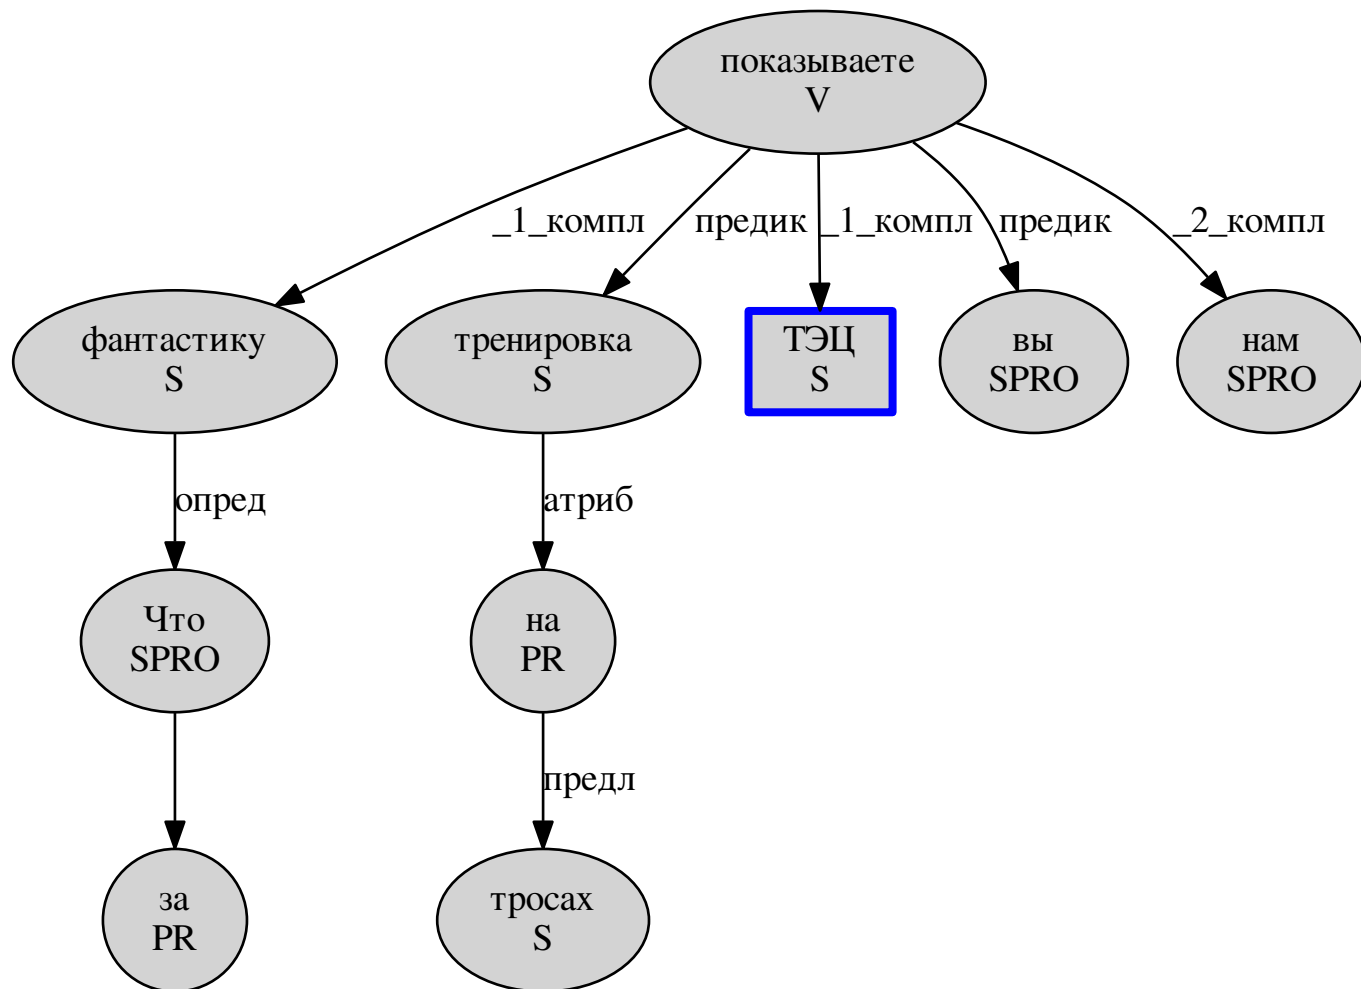 показываете
V
_1_компл
предик
_1_компл
предик
_2_компл
фантастику
S
тренировка
S
ТЭЦ
S
вы
SPRO
нам
SPRO
опред
атриб
Что
SPRO
на
PR
предл
за
PR
тросах
S